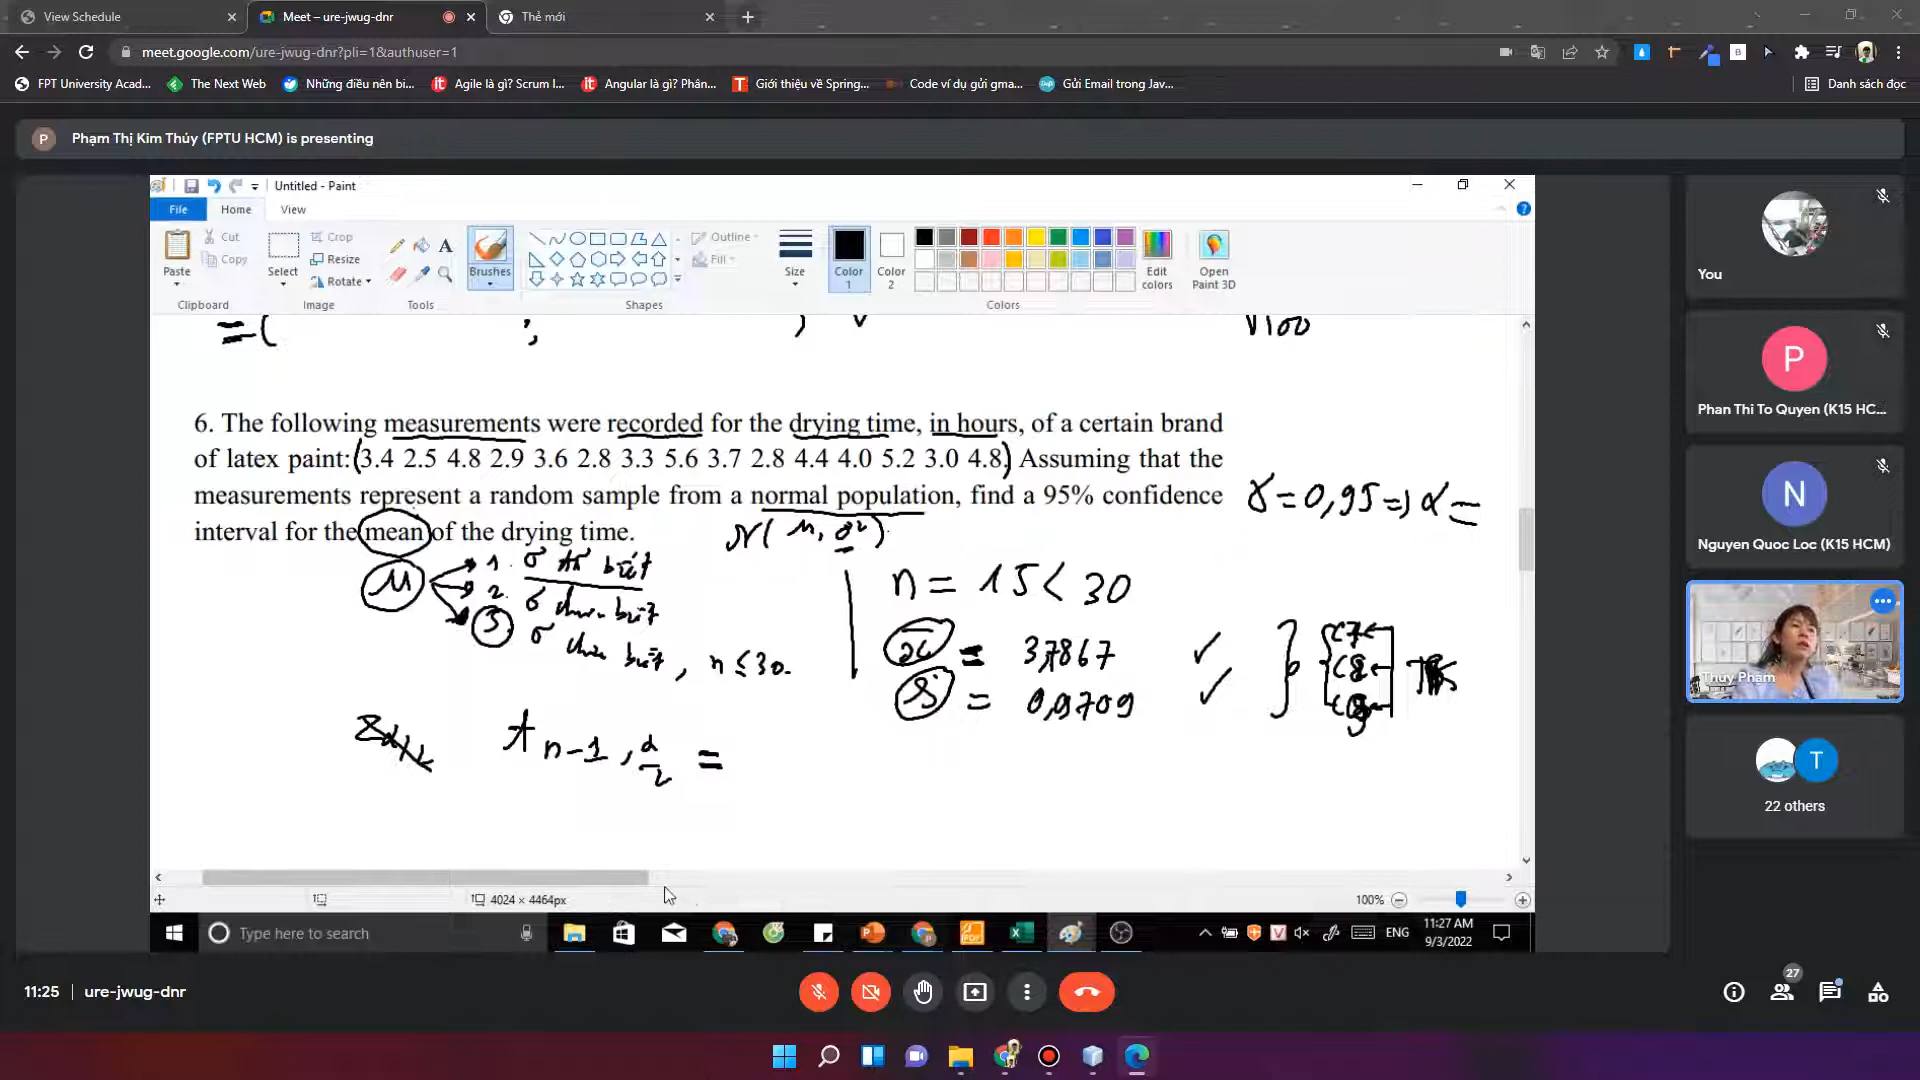 View Schedule
Meet – ure-jwug-dnr
Thẻ mới
meet.google.com/ure-jwug-dnr?pli=1&authuser=1
FPT University Acad...
The Next Web
Những điều nên bi...
Agile là gì? Scrum l...
Angular là gì? Phân...
Giới thiệu về Spring...
Code ví dụ gửi gma...
Gửi Email trong Jav...
Danh sách đọc
P
Phạm Thị Kim Thúy (FPTU HCM) is presenting
Untitled - Paint
File Home View
Paste
Cut
Copy
Clipboard
Select
Crop
Resize
Rotate
Image
A
Tools
Brushes
Outline
Fill
Shapes
Size
Color 1
Color 2
Edit colors
Open Paint 3D
Colors
=( ; )
√100
6. The following measurements were recorded for the drying time, in hours, of a certain brand
of latex paint: (3.4 2.5 4.8 2.9 3.6 2.8 3.3 5.6 3.7 2.8 4.4 4.0 5.2 3.0 4.8.) Assuming that the
measurements represent a random sample from a normal population, find a 95% confidence
interval for the mean of the drying time.
γ = 0,95 => α =
N(μ, σ²)
μ
1. σ đã biết
2. σ chưa biết
3. σ chưa biết, n ≤ 30.
n = 15 < 30
x̄ = 3,7867 ✓
s = 0,9709 ✓
Zα/2
t n-1, α/2 =
4024 × 4464px
100%
Type here to search
ENG
11:27 AM
9/3/2022
You
P
Phan Thi To Quyen (K15 HC...
N
Nguyen Quoc Loc (K15 HCM)
Thuy Pham
T
22 others
11:25 | ure-jwug-dnr
27